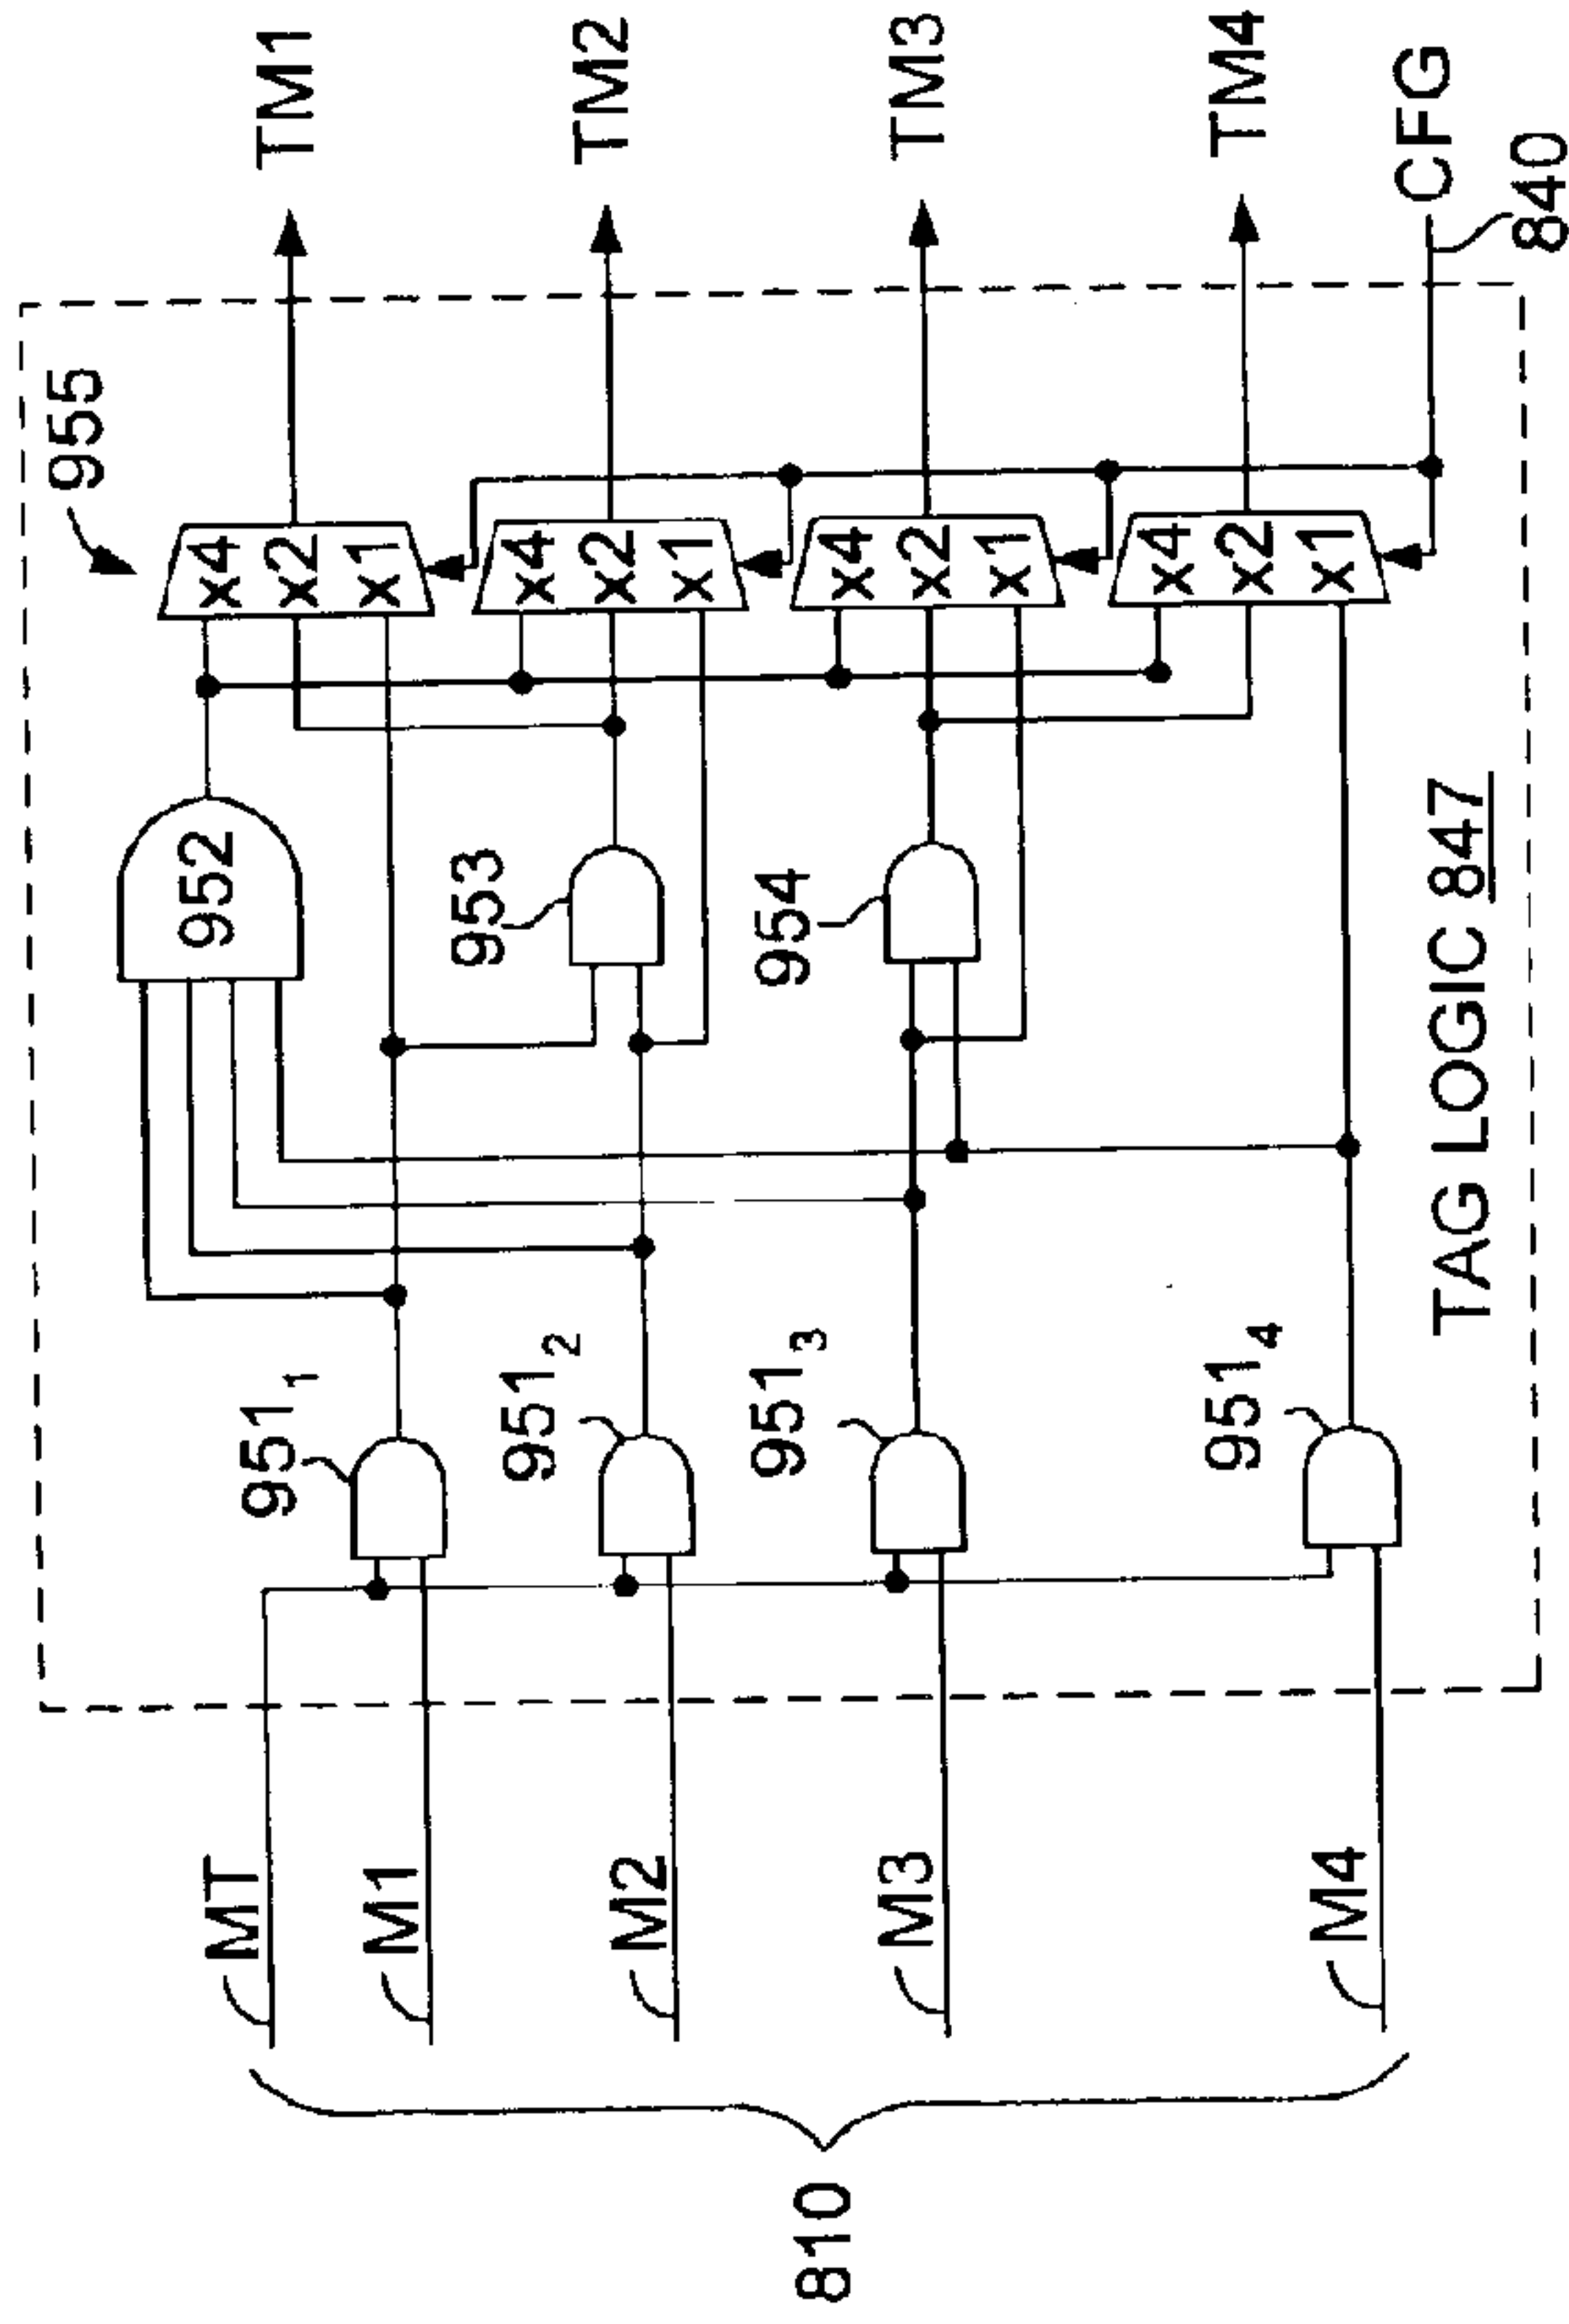 955
TM1
x4
x2
x1
952
TM2
x4
x2
x1
953
TM3
x4
x2
x1
954
TM4
x4
x2
x1
CFG
840
MT
951₁
M1
951₂
M2
951₃
M3
951₄
M4
810
TAG LOGIC 847